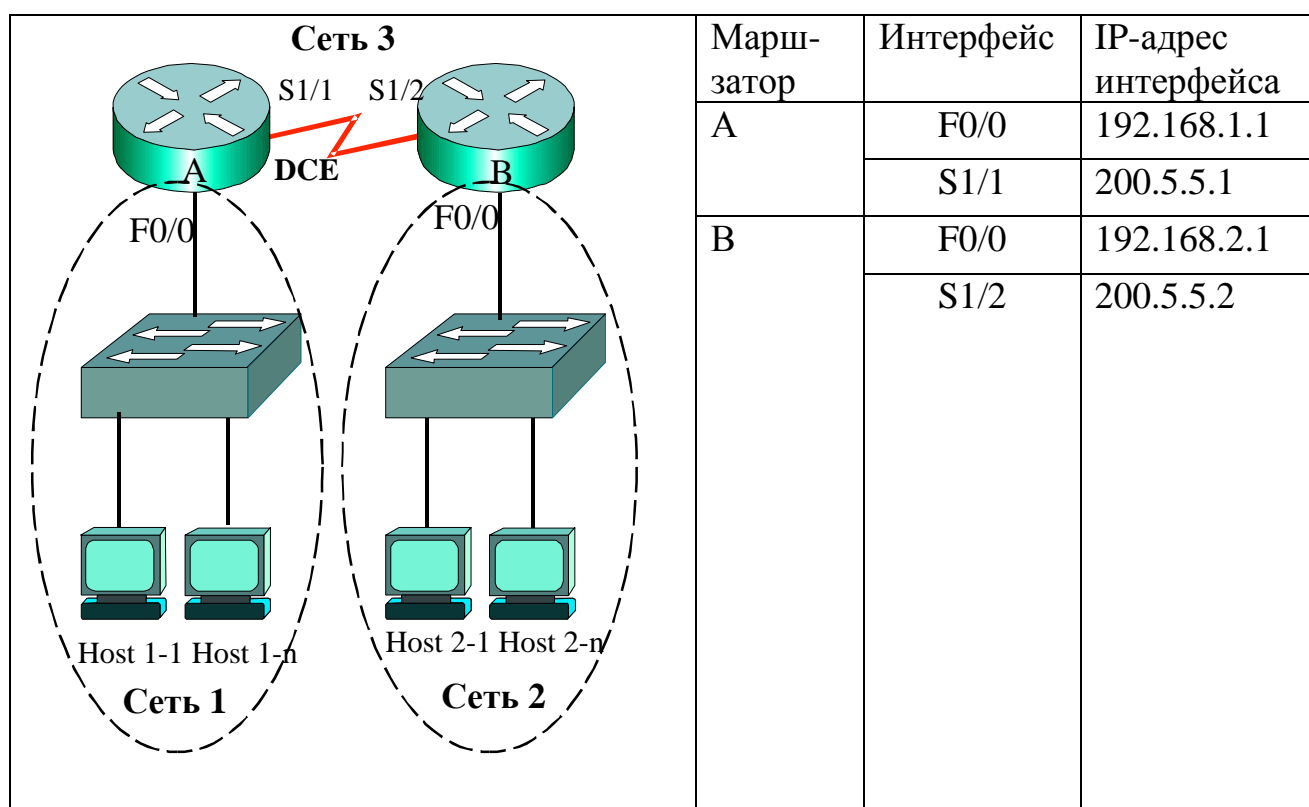 Сеть 3
S1/1 S1/2
DCE
A B
F0/0 F0/0
Host 1-1 Host 1-n Host 2-1 Host 2-n
Сеть 1 Сеть 2
Марш-
затор
Интерфейс
IP-адрес
интерфейса
A F0/0 192.168.1.1
S1/1 200.5.5.1
B F0/0 192.168.2.1
S1/2 200.5.5.2